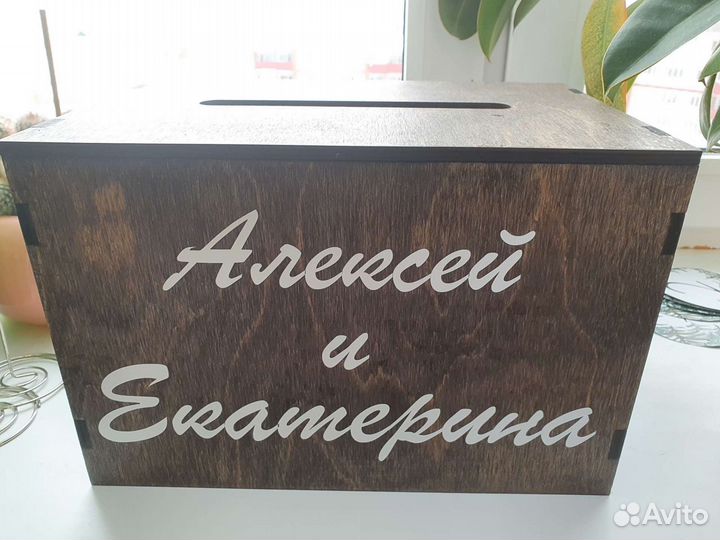 Алексей
и
Екатерина
Avito